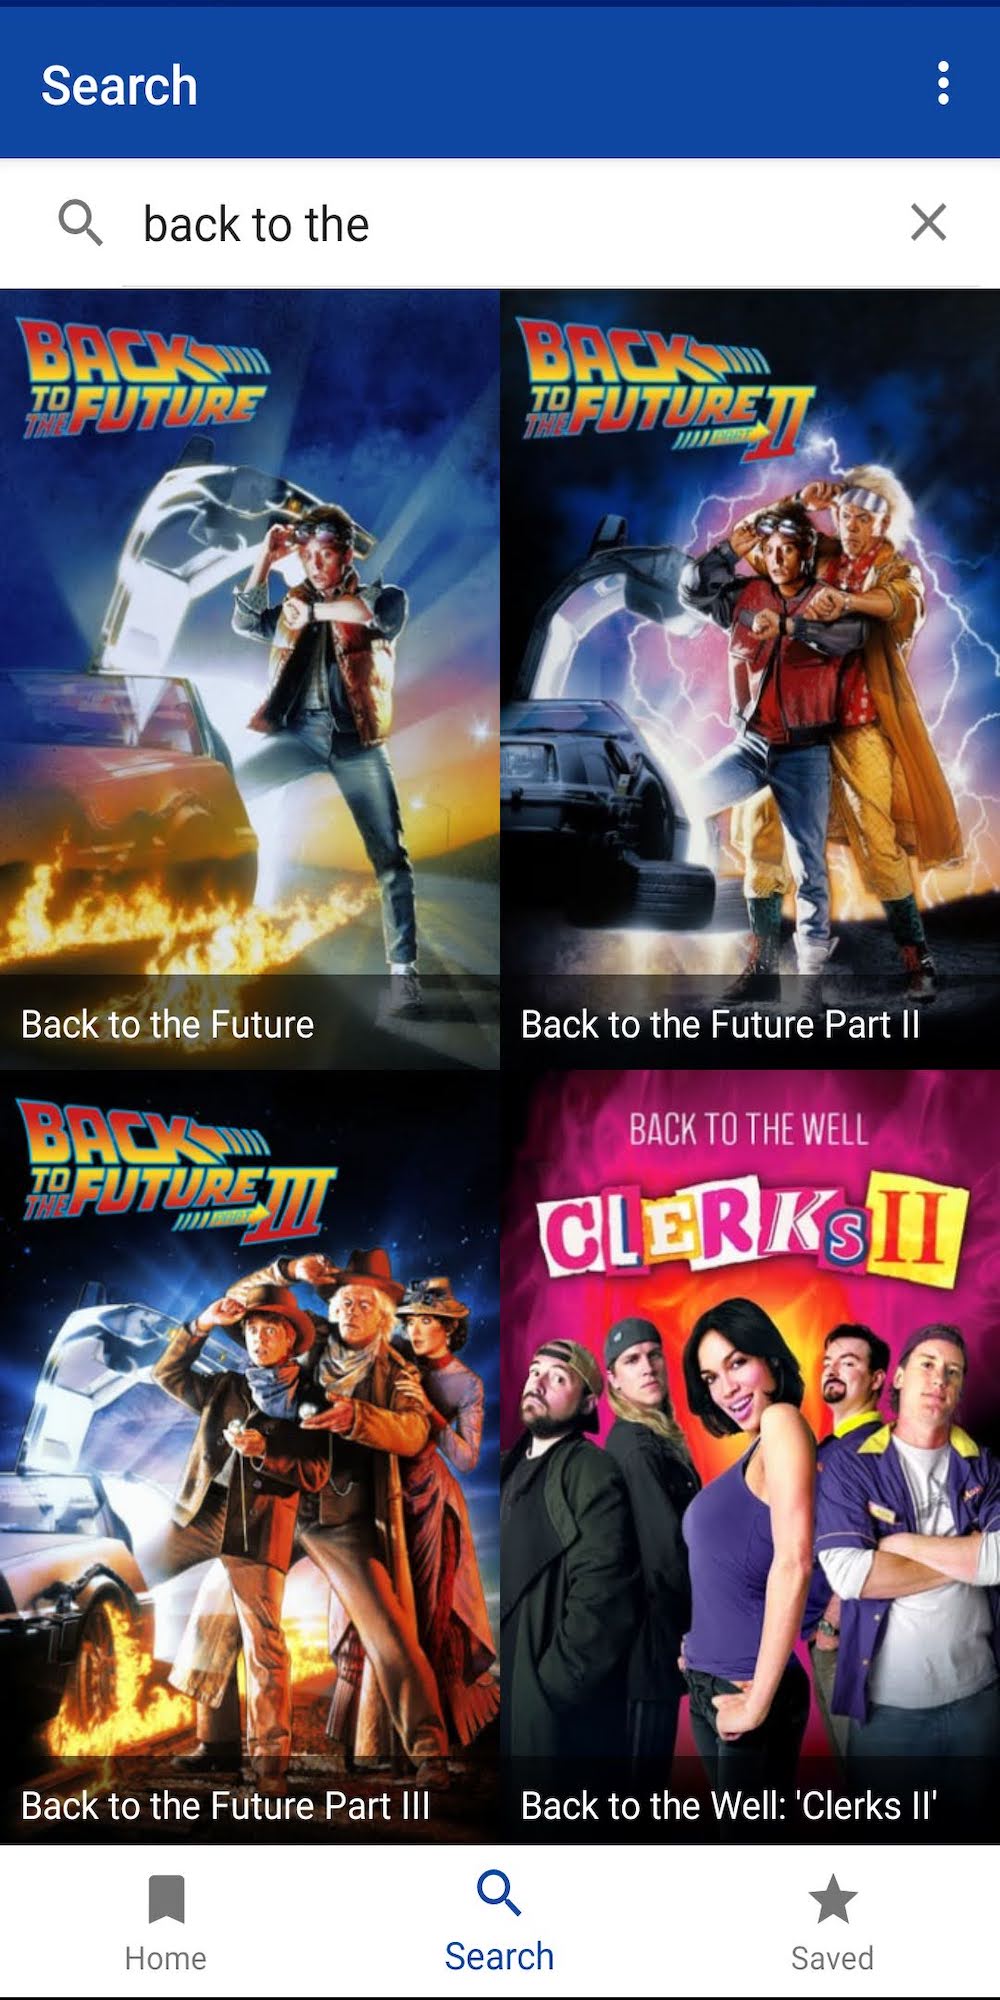 Search
back to the
BACK
TO
THE FUTURE
BACK
TO
THE FUTURE II
PART
Back to the Future
Back to the Future Part II
BACK
TO
THE FUTURE III
PART
BACK TO THE WELL
CLERKS II
Back to the Future Part III
Back to the Well: 'Clerks II'
Home
Search
Saved